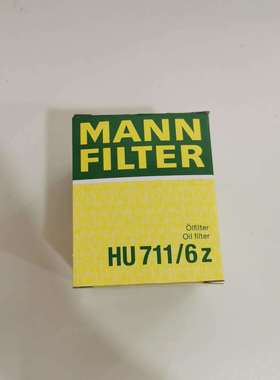 MANN
FILTER
Ölfilter
Oil filter
HU 711/6 z